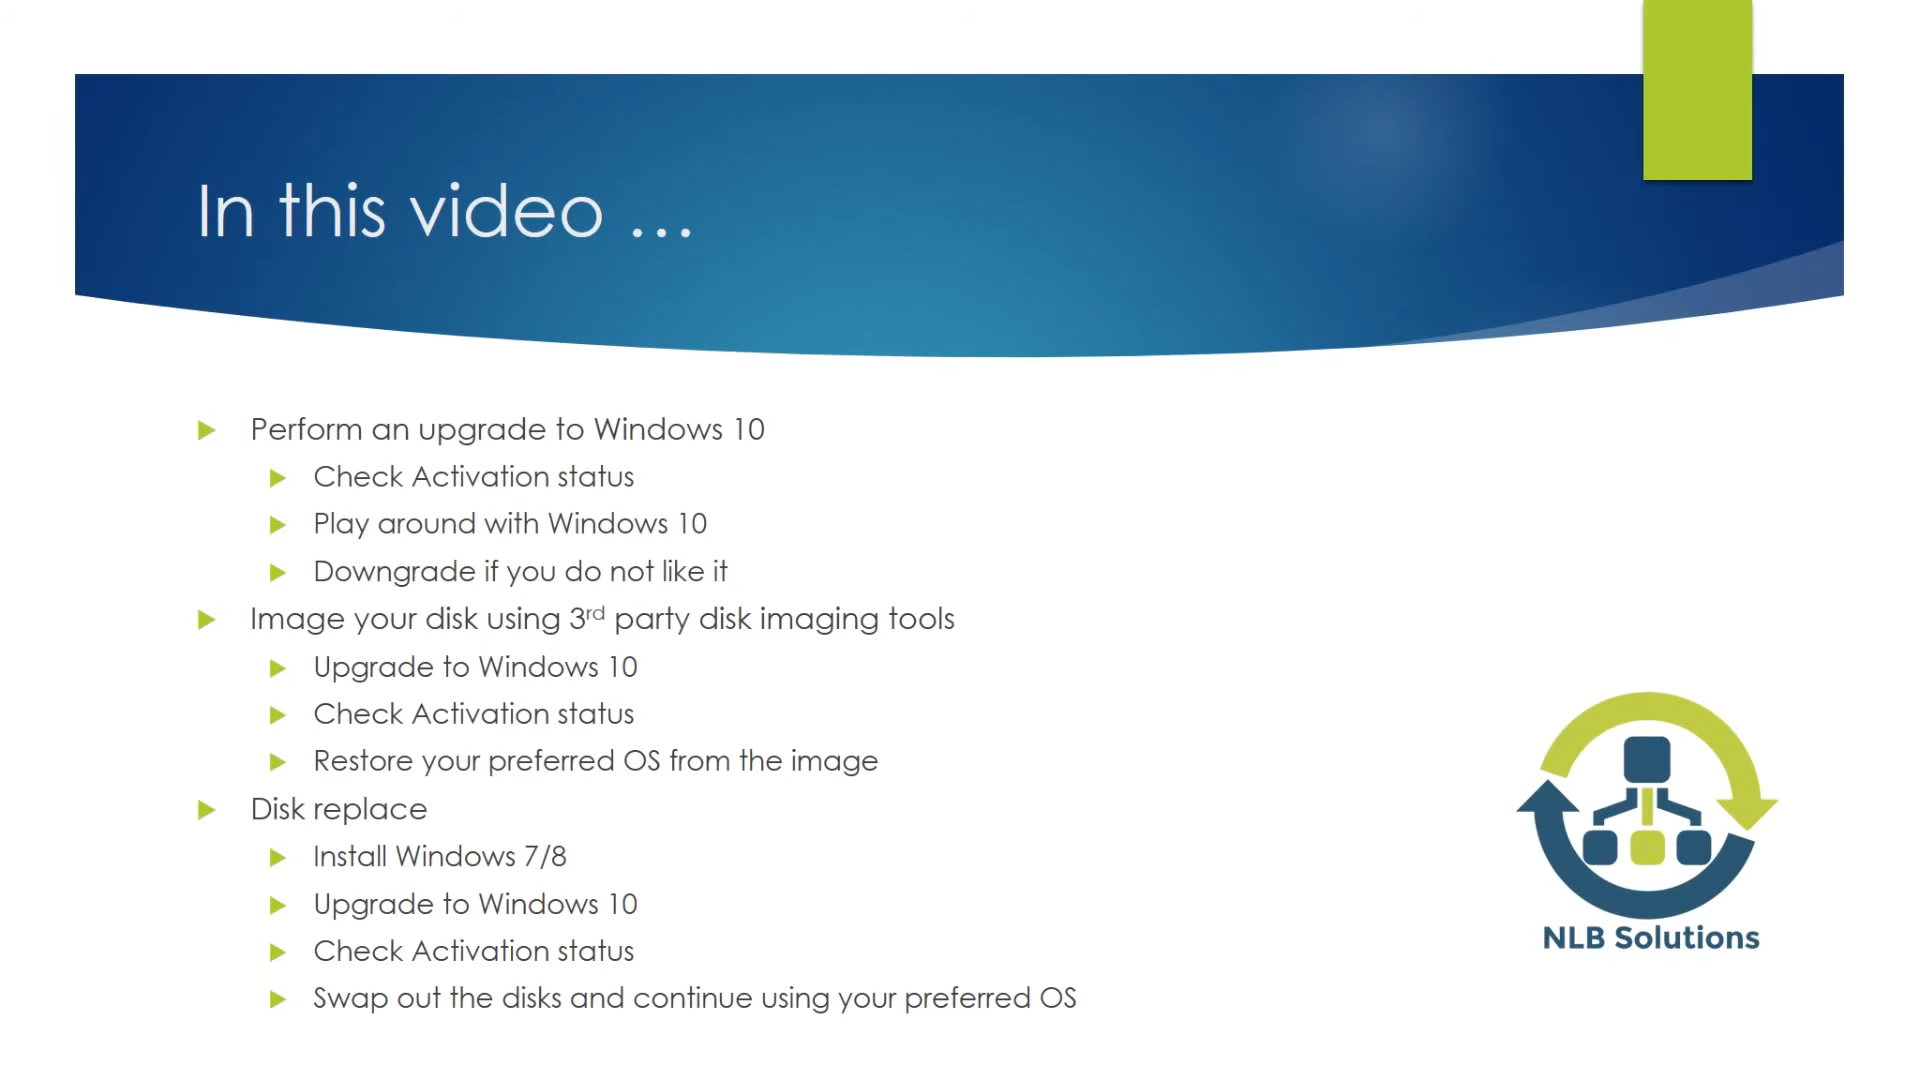 In this video …
Perform an upgrade to Windows 10
Check Activation status
Play around with Windows 10
Downgrade if you do not like it
Image your disk using 3rd party disk imaging tools
Upgrade to Windows 10
Check Activation status
Restore your preferred OS from the image
Disk replace
Install Windows 7/8
Upgrade to Windows 10
Check Activation status
Swap out the disks and continue using your preferred OS
NLB Solutions